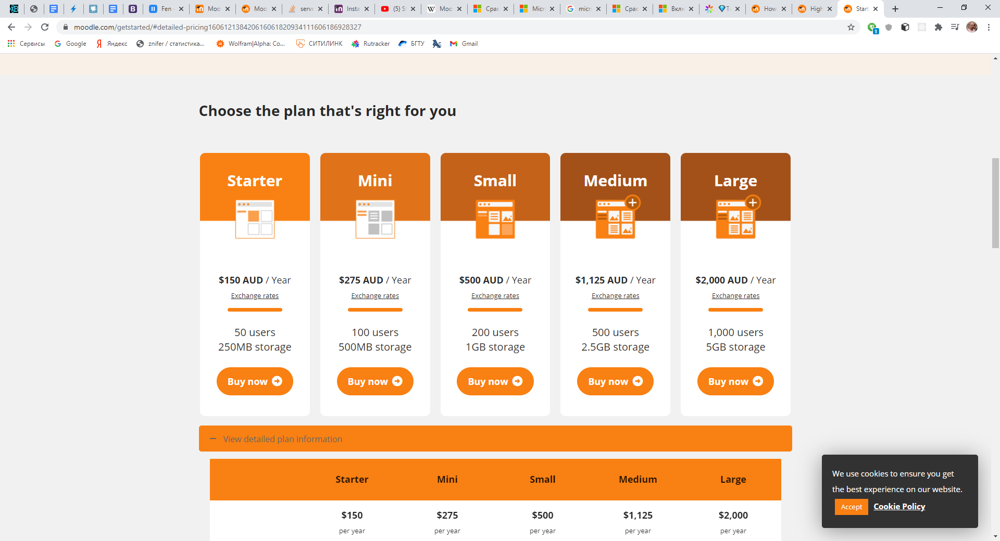 Fen
Moo
Moo
serve
Insta
(5) S
Moo
Срав
Micr
micr
Срав
Вклю
How
High
Start
moodle.com/getstarted/#detailed-pricing1606121384206160618209341111606186928327
1
Сервисы
Google
Яндекс
znifer / статистика...
Wolfram|Alpha: Co...
СИТИЛИНК
Rutracker
БГТУ
Gmail
Choose the plan that's right for you
Starter
Mini
Small
Medium
Large
$150 AUD / Year
$275 AUD / Year
$500 AUD / Year
$1,125 AUD / Year
$2,000 AUD / Year
Exchange rates
Exchange rates
Exchange rates
Exchange rates
Exchange rates
50 users
250MB storage
100 users
500MB storage
200 users
1GB storage
500 users
2.5GB storage
1,000 users
5GB storage
Buy now
Buy now
Buy now
Buy now
Buy now
View detailed plan information
Starter
Mini
Small
Medium
Large
$150
$275
$500
$1,125
$2,000
per year
per year
per year
per year
per year
We use cookies to ensure you get
the best experience on our website.
Accept
Cookie Policy